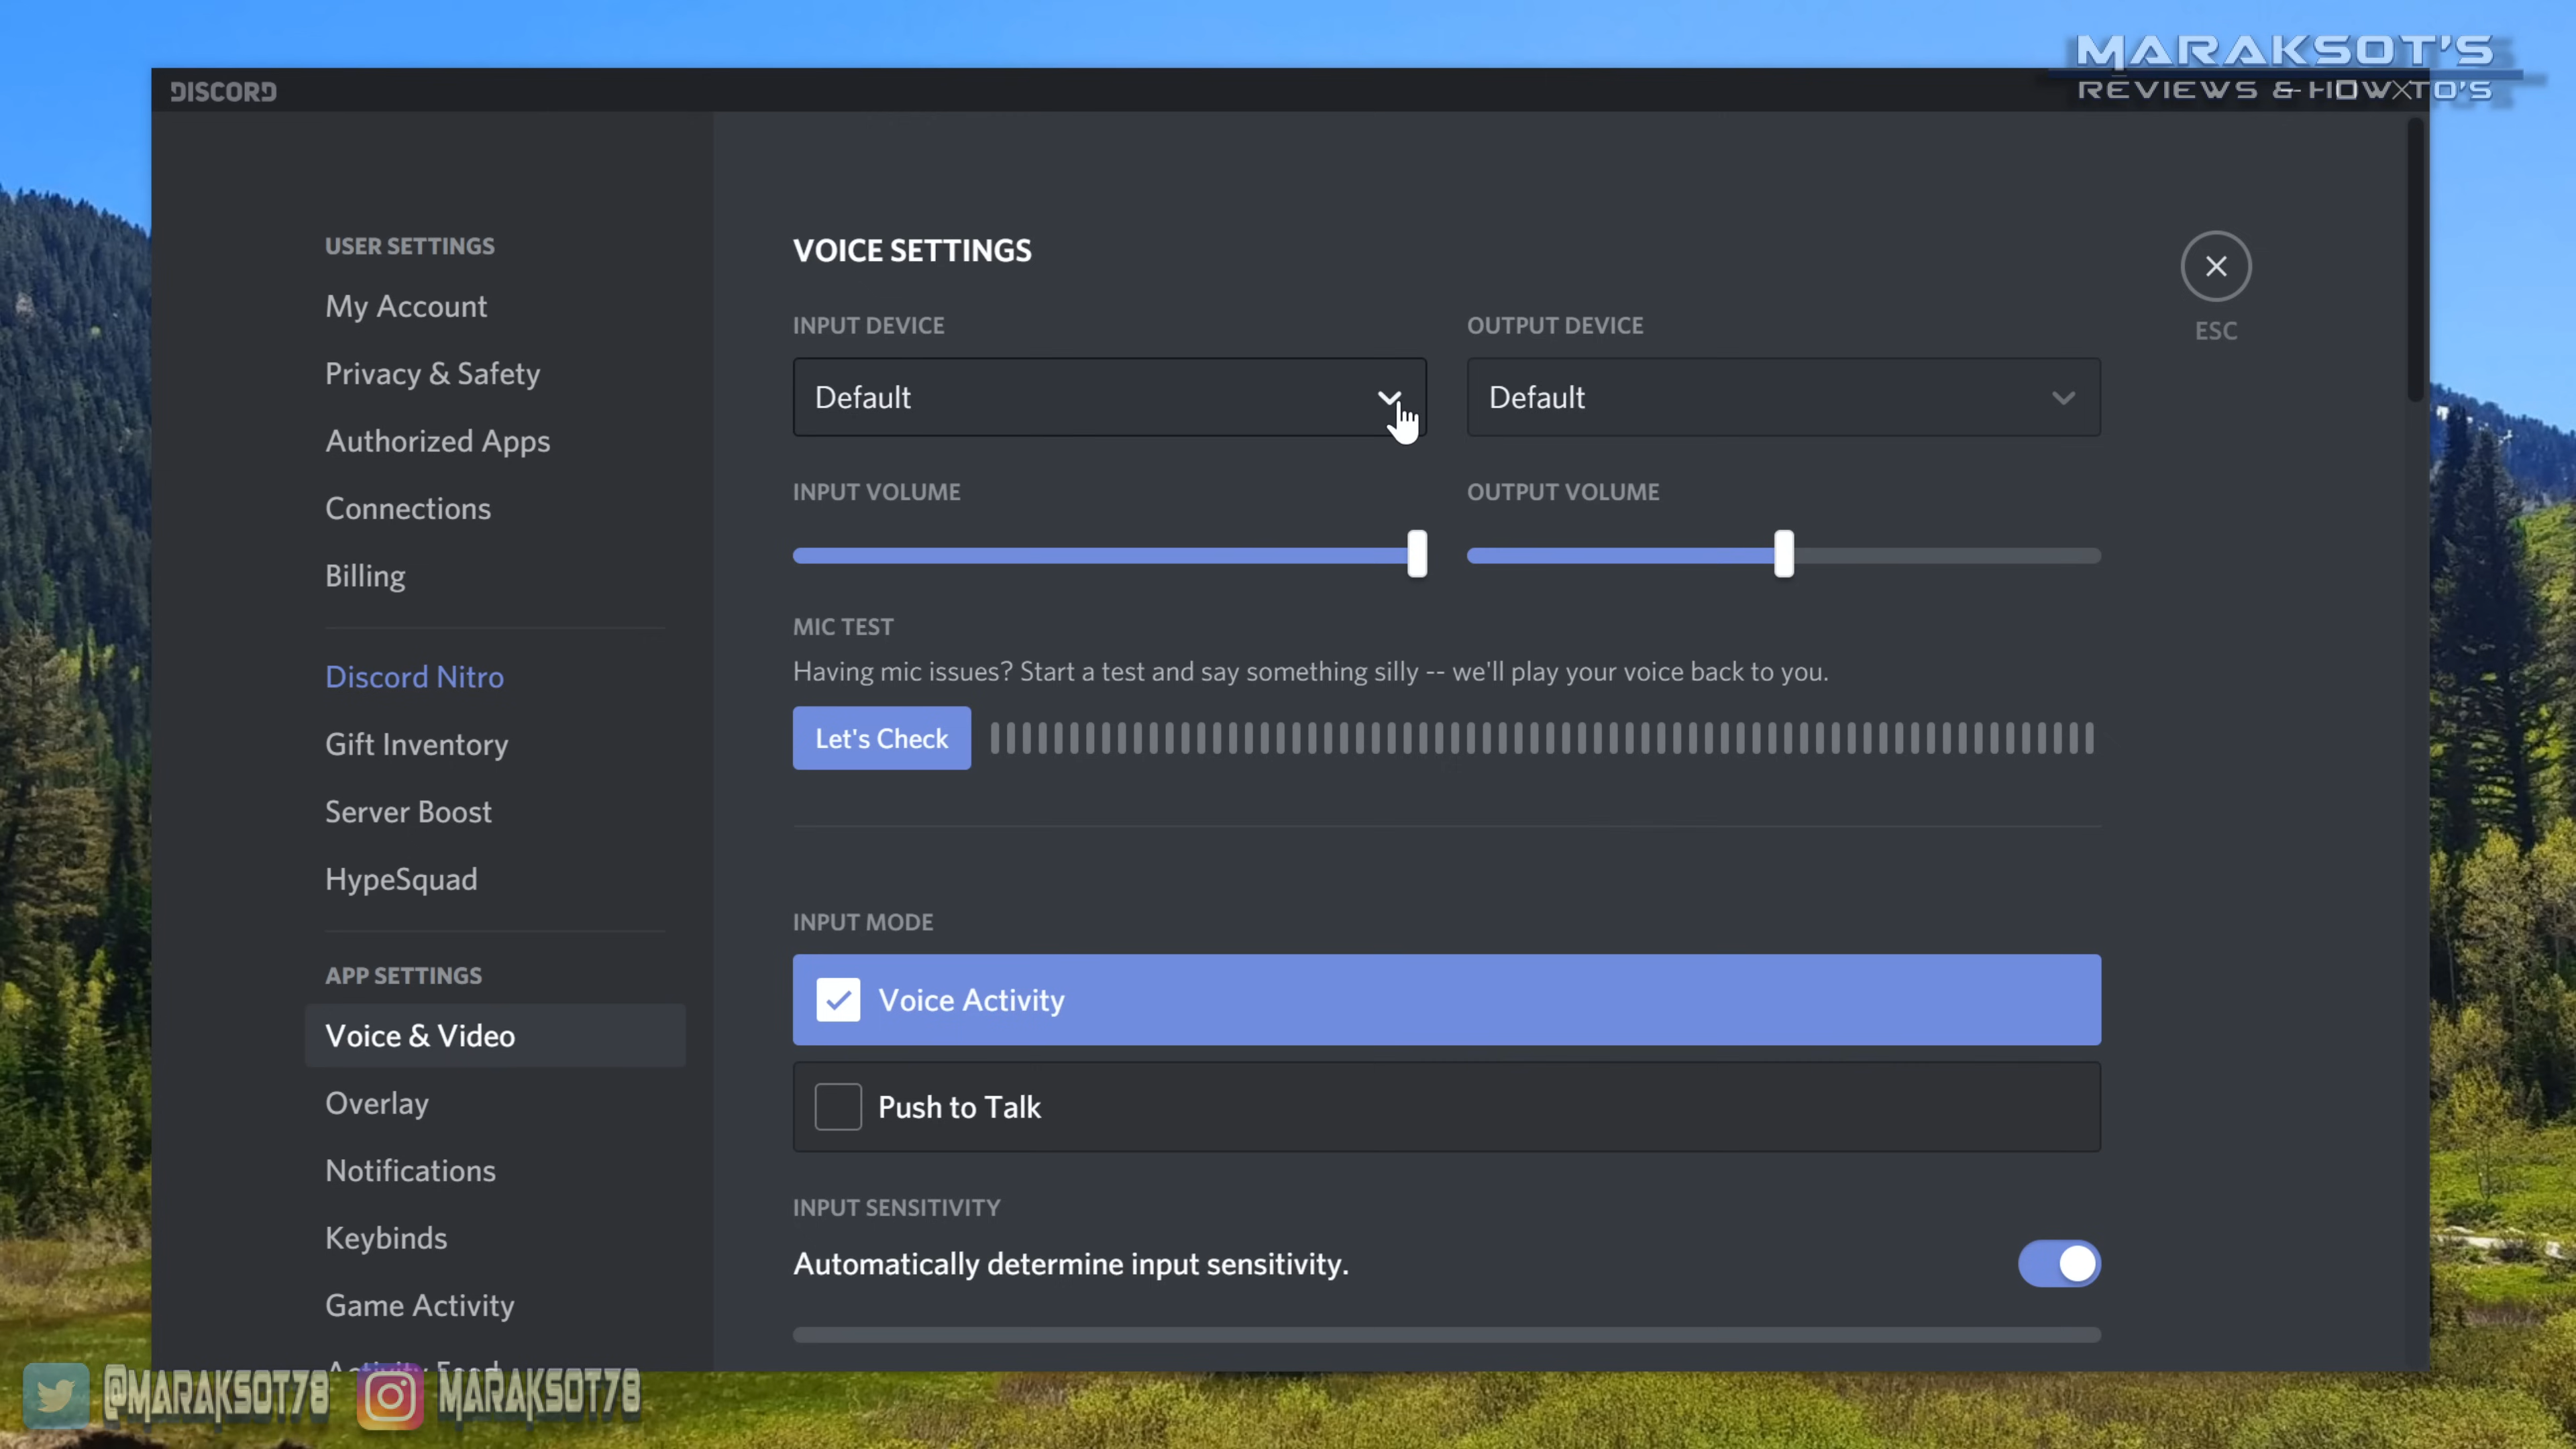 MARAKSOT'S
REVIEWS & HOW TO'S
DISCORD
USER SETTINGS
My Account
Privacy & Safety
Authorized Apps
Connections
Billing
Discord Nitro
Gift Inventory
Server Boost
HypeSquad
APP SETTINGS
Voice & Video
Overlay
Notifications
Keybinds
Game Activity
Activity Feed
VOICE SETTINGS
ESC
INPUT DEVICE
OUTPUT DEVICE
Default
Default
INPUT VOLUME
OUTPUT VOLUME
MIC TEST
Having mic issues? Start a test and say something silly -- we'll play your voice back to you.
Let's Check
INPUT MODE
Voice Activity
Push to Talk
INPUT SENSITIVITY
Automatically determine input sensitivity.
@MARAKSOT78
MARAKSOT78